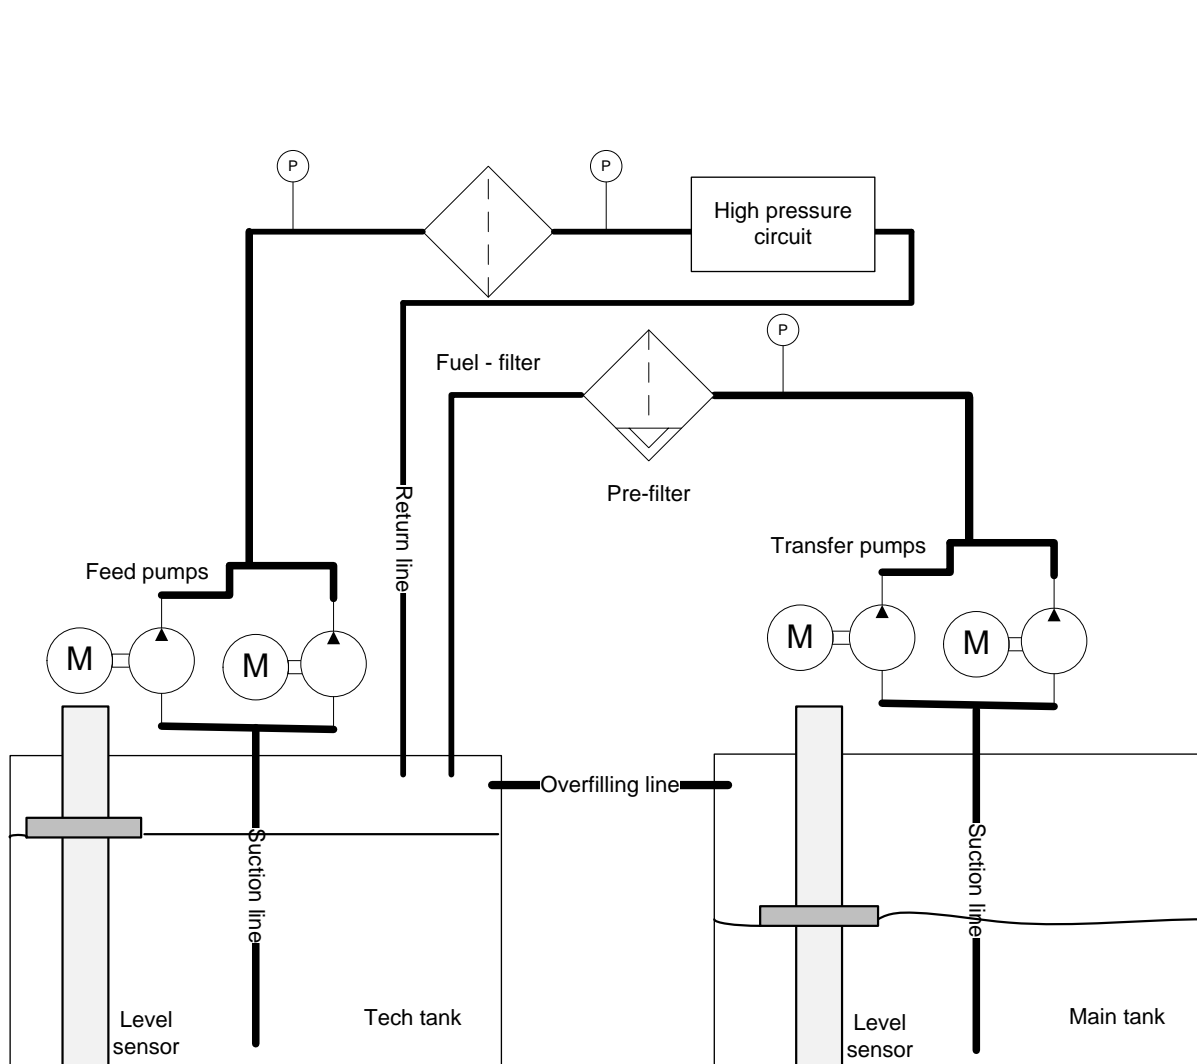 P
P
High pressure
circuit
P
Fuel - filter
Return line
Pre-filter
Feed pumps
Transfer pumps
M
M
M
M
Overfilling line
Suction line
Suction line
Level
sensor
Tech tank
Level
sensor
Main tank